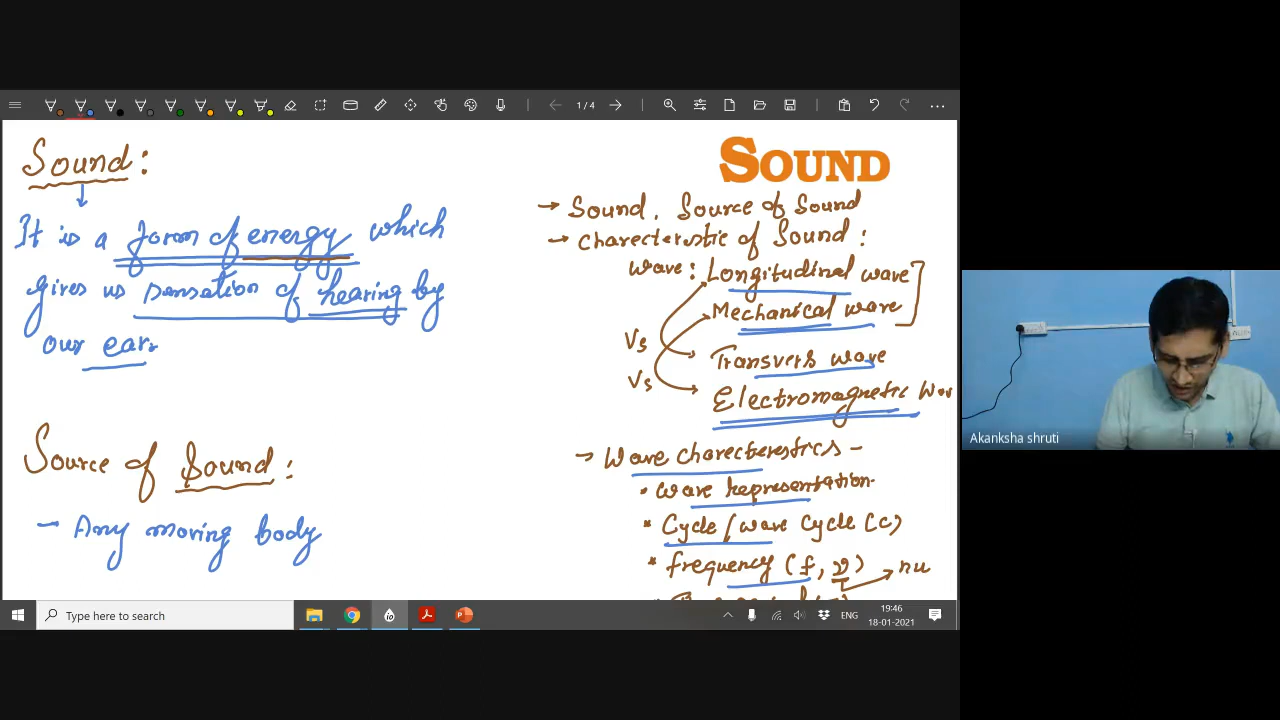 1/4
Sound:
It is a form of energy which
gives us sensation of hearing by
our ear.
Source of Sound:
- Any moving body
SOUND
→ Sound, Source of Sound
→ Charecteristic of Sound:
Wave: Longitudinal wave
Mechanical wave
Vs
Transvers wave
Vs
Electromagnetic Wav
→ Wave charecterestics -
• Wave representation
• Cycle/wave Cycle (c)
• frequency (f, ν) → nu
Akanksha shruti
Type here to search
ENG
19:46
18-01-2021